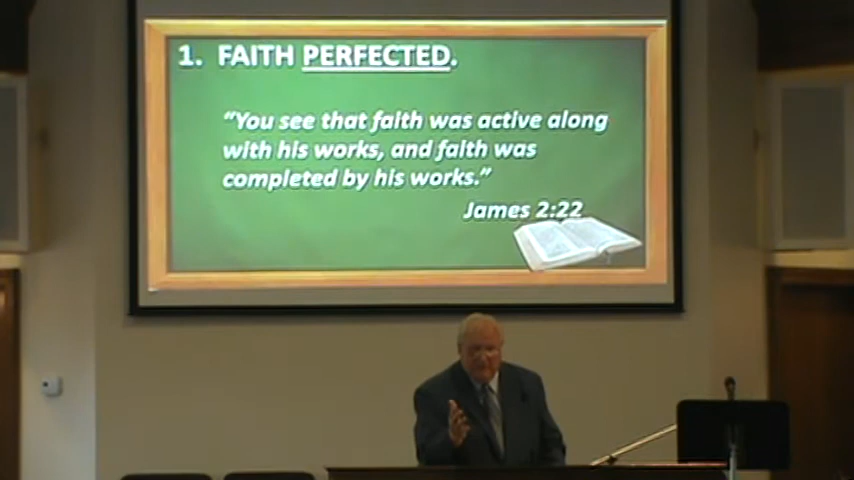 1. FAITH PERFECTED.
“You see that faith was active along
with his works, and faith was
completed by his works.”
James 2:22